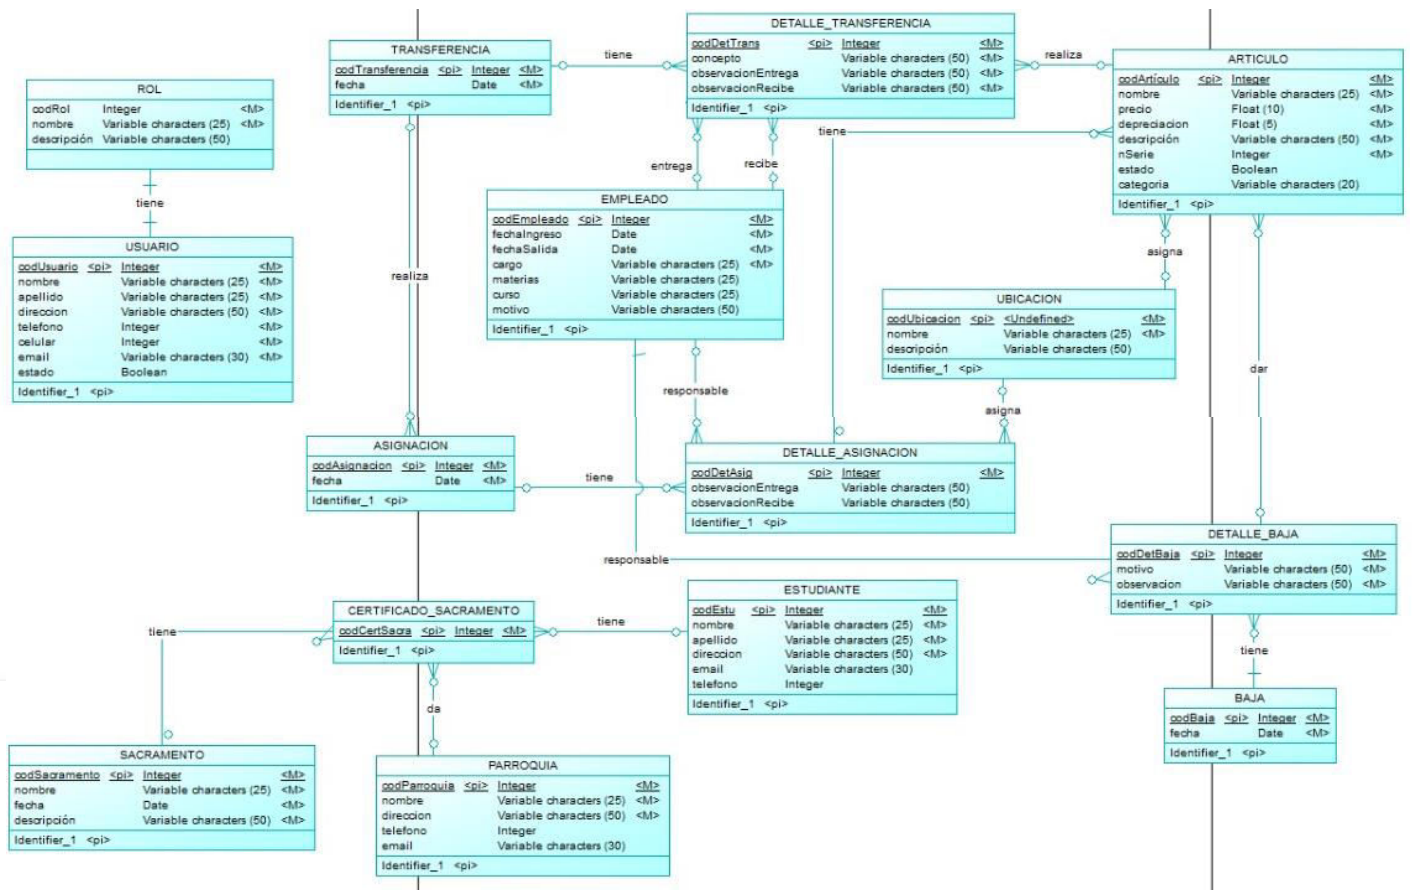 ROL
codRol Integer <M>
nombre Variable characters (25) <M>
descripción Variable characters (50)
tiene
USUARIO
codUsuario <pi> Integer <M>
nombre Variable characters (25) <M>
apellido Variable characters (25) <M>
direccion Variable characters (50) <M>
telefono Integer <M>
celular Integer <M>
email Variable characters (30) <M>
estado Boolean
Identifier_1 <pi>
TRANSFERENCIA
codTransferencia <pi> Integer <M>
fecha Date <M>
Identifier_1 <pi>
tiene
DETALLE_TRANSFERENCIA
codDetTrans <pi> Integer <M>
concepto Variable characters (50) <M>
observacionEntrega Variable characters (50) <M>
observacionRecibe Variable characters (50) <M>
Identifier_1 <pi>
realiza
ARTICULO
codArtículo <pi> Integer <M>
nombre Variable characters (25) <M>
precio Float (10) <M>
depreciacion Float (5) <M>
descripción Variable characters (50) <M>
nSerie Integer <M>
estado Boolean
categoria Variable characters (20)
Identifier_1 <pi>
tiene
entrega
recibe
EMPLEADO
codEmpleado <pi> Integer <M>
fechaIngreso Date <M>
fechaSalida Date <M>
cargo Variable characters (25) <M>
materias Variable characters (25)
curso Variable characters (25)
motivo Variable characters (50)
Identifier_1 <pi>
realiza
asigna
UBICACION
codUbicacion <pi> <Undefined> <M>
nombre Variable characters (25) <M>
descripción Variable characters (50)
Identifier_1 <pi>
dar
responsable
asigna
ASIGNACION
codAsignacion <pi> Integer <M>
fecha Date <M>
Identifier_1 <pi>
tiene
DETALLE_ASIGNACION
codDetAsig <pi> Integer <M>
observacionEntrega Variable characters (50)
observacionRecibe Variable characters (50)
Identifier_1 <pi>
responsable
DETALLE_BAJA
codDetBaja <pi> Integer <M>
motivo Variable characters (50) <M>
observacion Variable characters (50) <M>
Identifier_1 <pi>
tiene
BAJA
codBaja <pi> Integer <M>
fecha Date <M>
Identifier_1 <pi>
CERTIFICADO_SACRAMENTO
codCertSacra <pi> Integer <M>
Identifier_1 <pi>
tiene
tiene
ESTUDIANTE
codEstu <pi> Integer <M>
nombre Variable characters (25) <M>
apellido Variable characters (25) <M>
direccion Variable characters (50) <M>
email Variable characters (30)
telefono Integer
Identifier_1 <pi>
da
SACRAMENTO
codSacramento <pi> Integer <M>
nombre Variable characters (25) <M>
fecha Date <M>
descripción Variable characters (50) <M>
Identifier_1 <pi>
PARROQUIA
codParroquia <pi> Integer <M>
nombre Variable characters (25) <M>
direccion Variable characters (50) <M>
telefono Integer
email Variable characters (30)
Identifier_1 <pi>